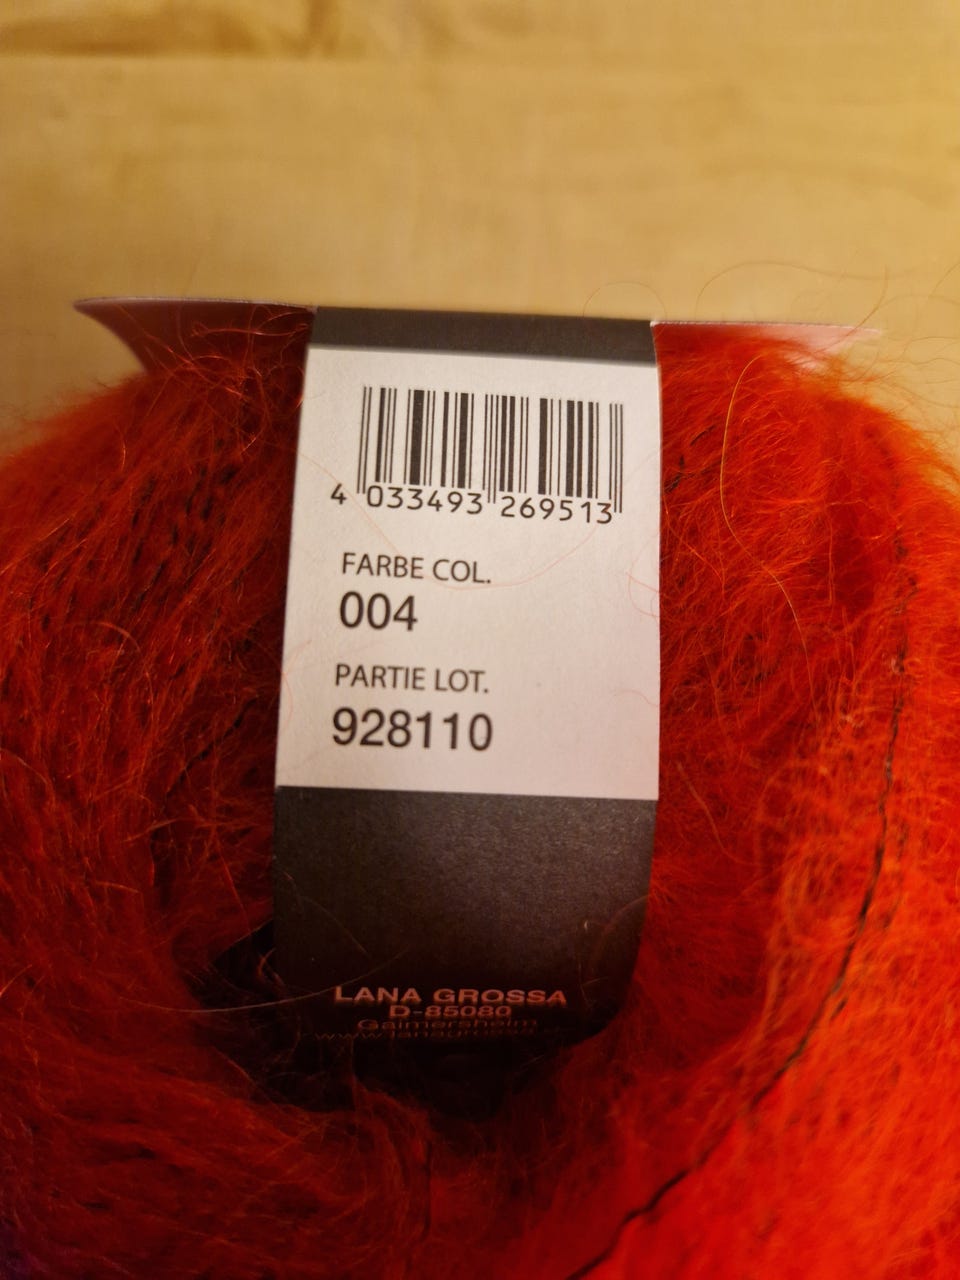 4 033493 269513
FARBE COL.
004
PARTIE LOT.
928110
LANA GROSSA
D-85080
Gaimersheim